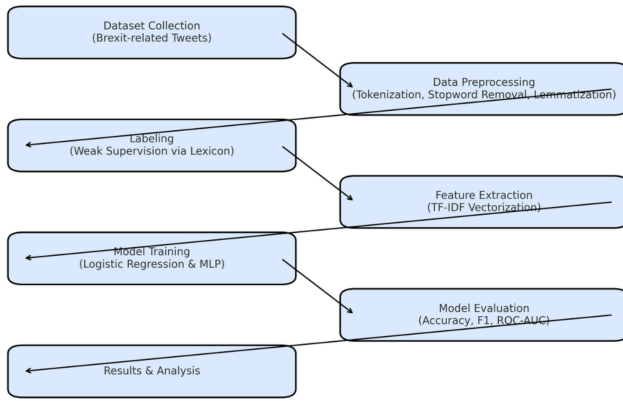 Dataset Collection
(Brexit-related Tweets)
Data Preprocessing
(Tokenization, Stopword Removal, Lemmatization)
Labeling
(Weak Supervision via Lexicon)
Feature Extraction
(TF-IDF Vectorization)
Model Training
(Logistic Regression & MLP)
Model Evaluation
(Accuracy, F1, ROC-AUC)
Results & Analysis